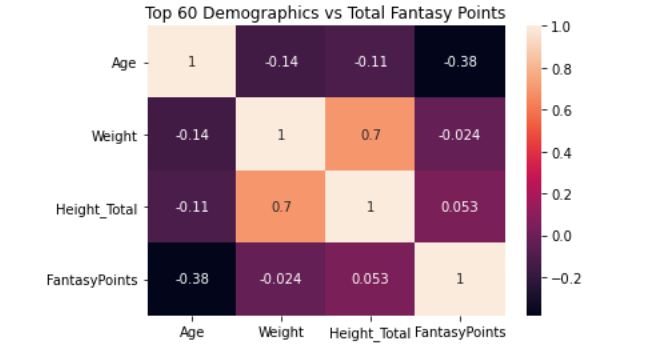 Top 60 Demographics vs Total Fantasy Points
Age 1 -0.14 -0.11 -0.38
Weight -0.14 1 0.7 -0.024
Height_Total -0.11 0.7 1 0.053
FantasyPoints -0.38 -0.024 0.053 1
Age Weight Height_Total FantasyPoints
1.0
0.8
0.6
0.4
0.2
0.0
−0.2